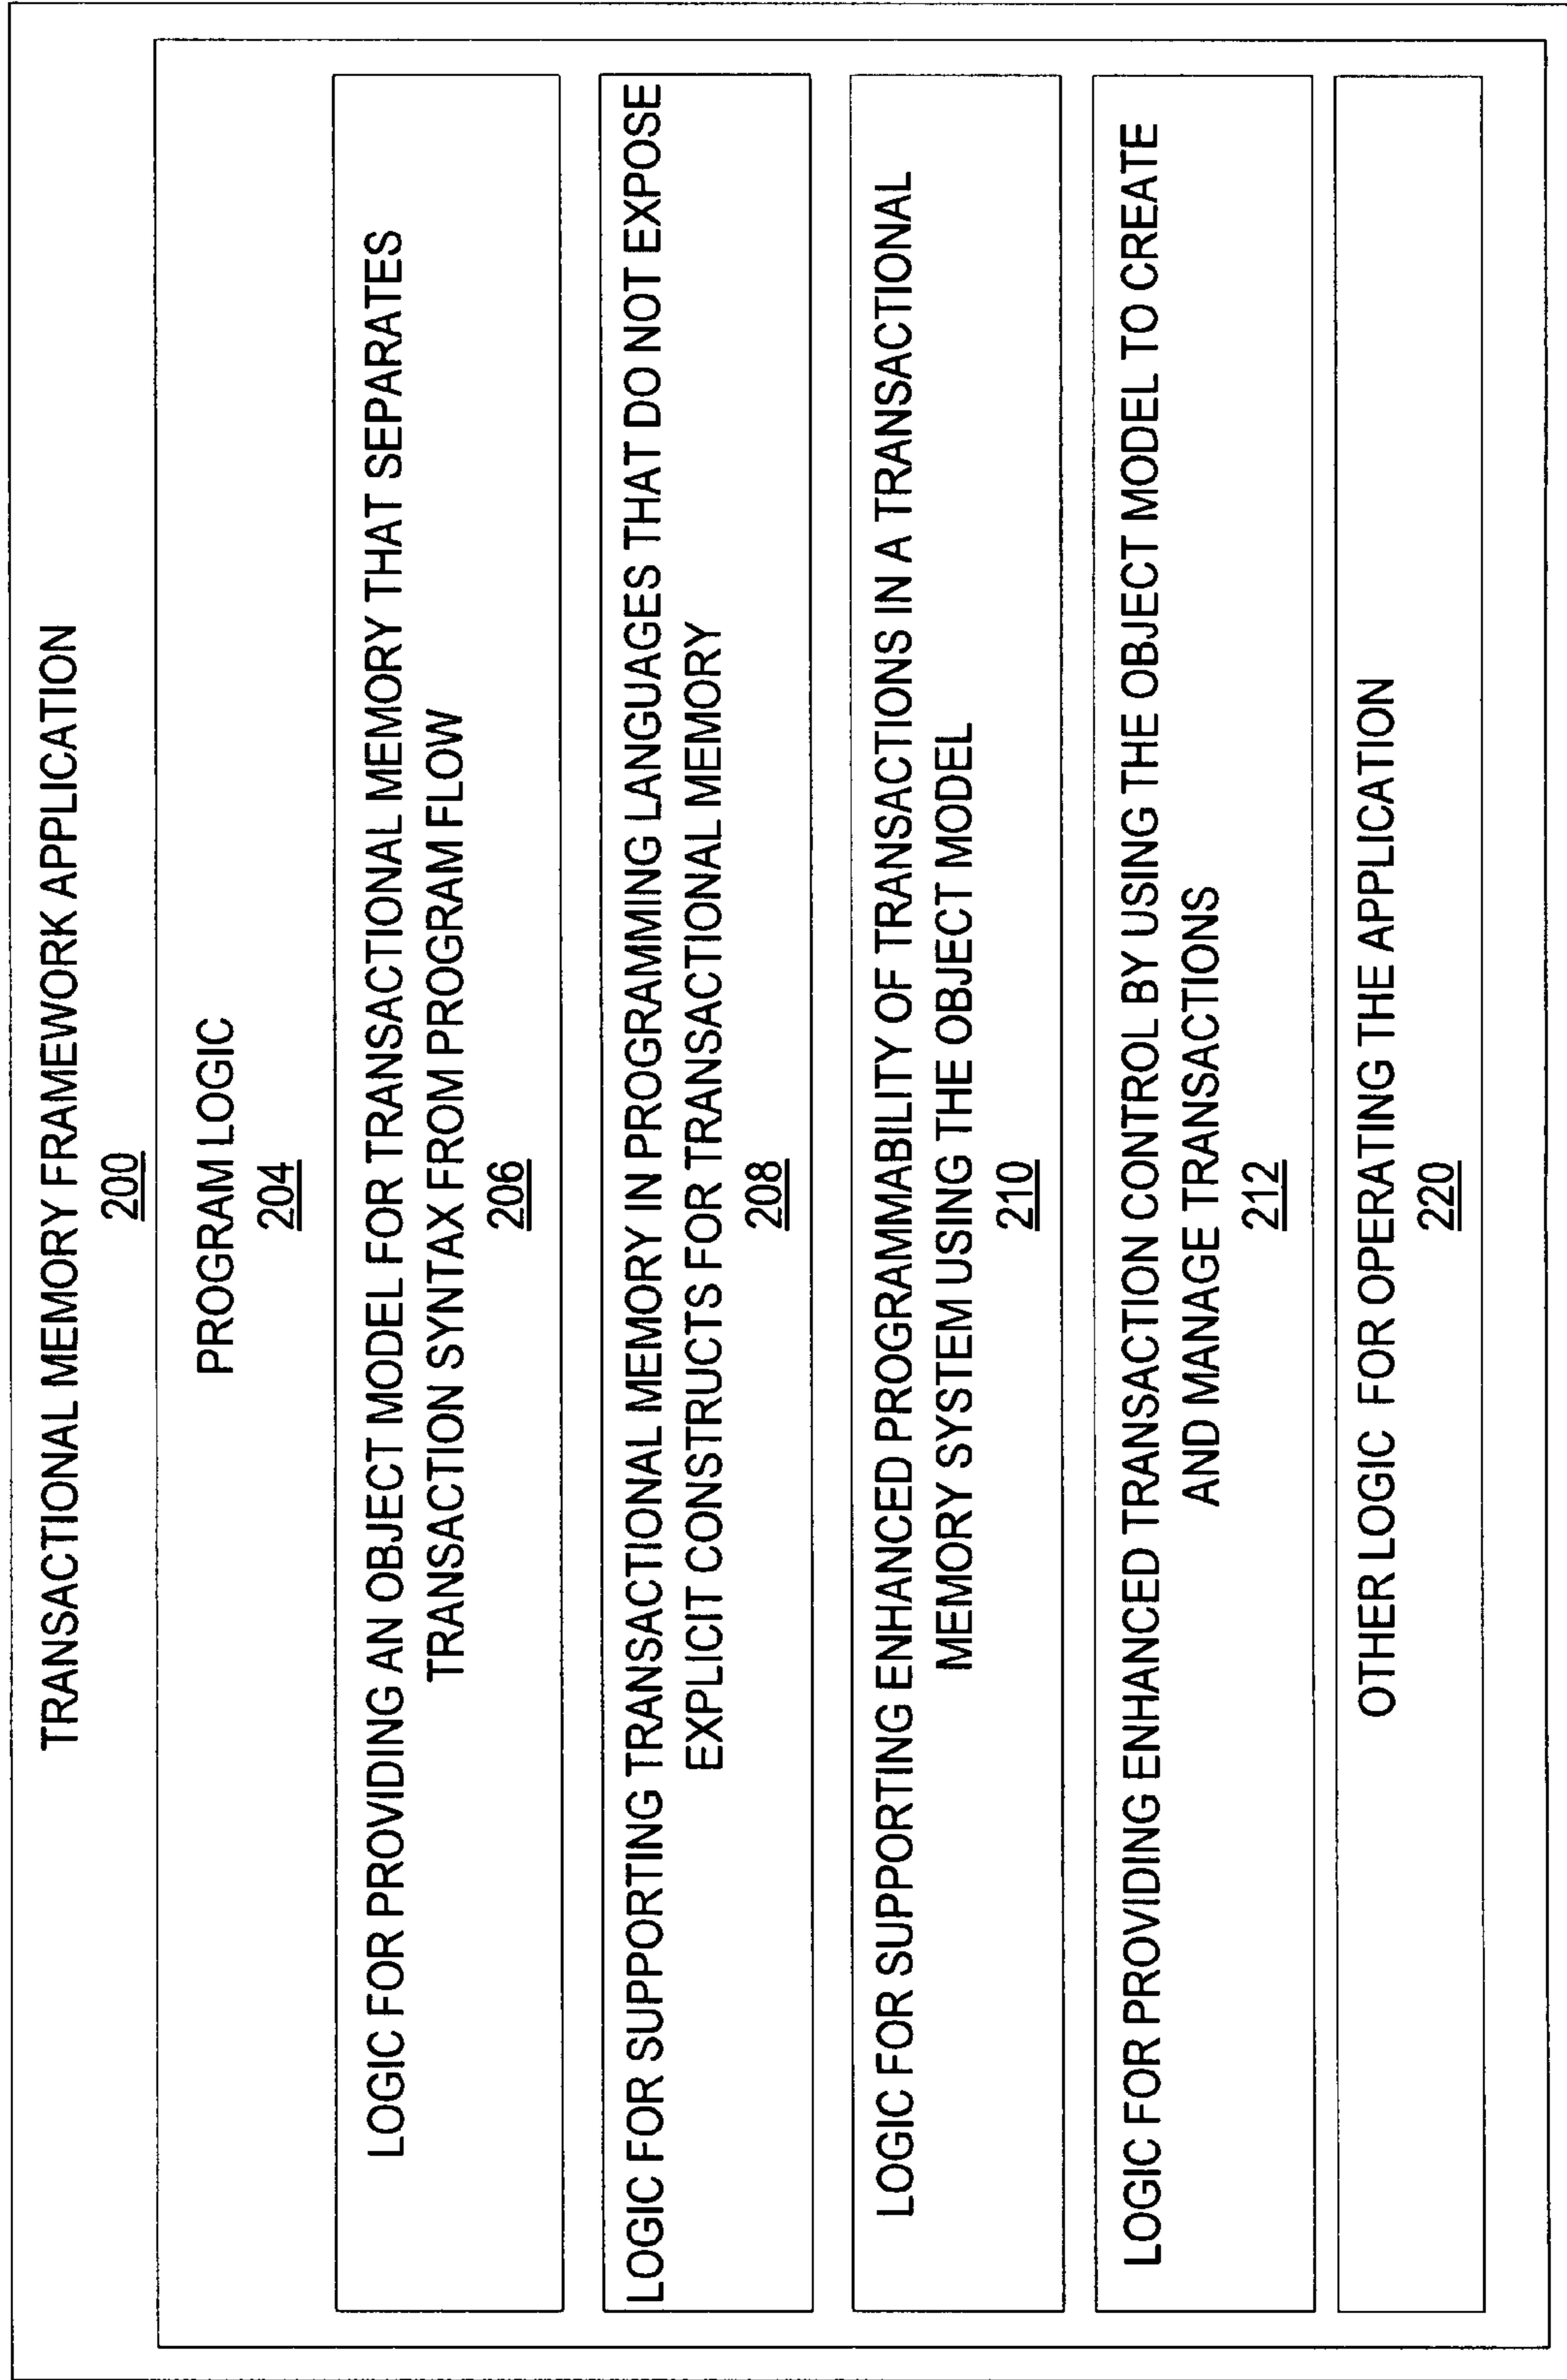 TRANSACTIONAL MEMORY FRAMEWORK APPLICATION
200
PROGRAM LOGIC
204
LOGIC FOR PROVIDING AN OBJECT MODEL FOR TRANSACTIONAL MEMORY THAT SEPARATES
TRANSACTION SYNTAX FROM PROGRAM FLOW
206
LOGIC FOR SUPPORTING TRANSACTIONAL MEMORY IN PROGRAMMING LANGUAGES THAT DO NOT EXPOSE
EXPLICIT CONSTRUCTS FOR TRANSACTIONAL MEMORY
208
LOGIC FOR SUPPORTING ENHANCED PROGRAMMABILITY OF TRANSACTIONS IN A TRANSACTIONAL
MEMORY SYSTEM USING THE OBJECT MODEL
210
LOGIC FOR PROVIDING ENHANCED TRANSACTION CONTROL BY USING THE OBJECT MODEL TO CREATE
AND MANAGE TRANSACTIONS
212
OTHER LOGIC FOR OPERATING THE APPLICATION
220